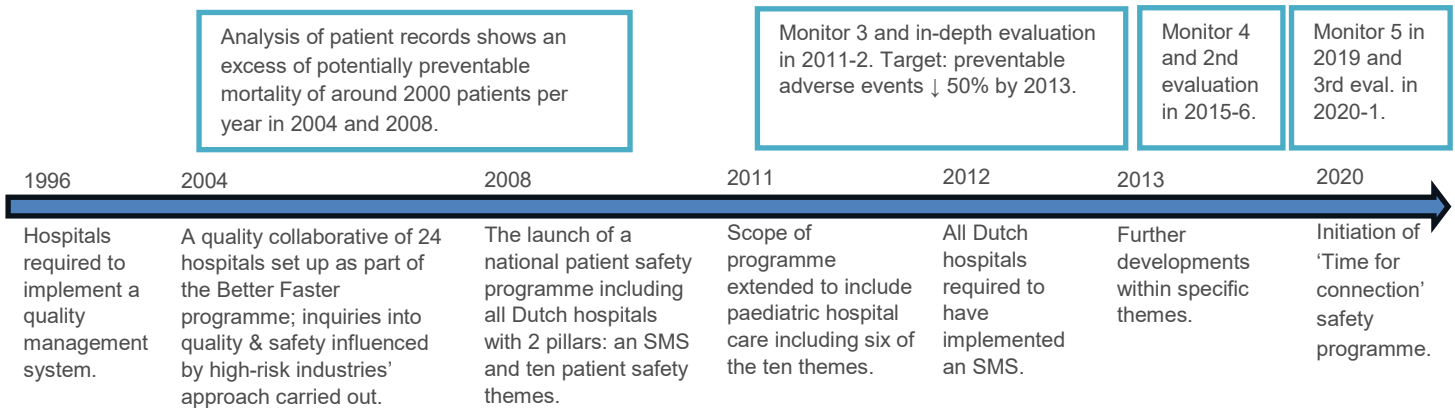 Analysis of patient records shows an
excess of potentially preventable
mortality of around 2000 patients per
year in 2004 and 2008.
Monitor 3 and in-depth evaluation
in 2011-2. Target: preventable
adverse events ↓ 50% by 2013.
Monitor 4
and 2nd
evaluation
in 2015-6.
Monitor 5 in
2019 and
3rd eval. in
2020-1.
1996
2004
2008
2011
2012
2013
2020
Hospitals
required to
implement a
quality
management
system.
A quality collaborative of 24
hospitals set up as part of
the Better Faster
programme; inquiries into
quality & safety influenced
by high-risk industries’
approach carried out.
The launch of a
national patient safety
programme including
all Dutch hospitals
with 2 pillars: an SMS
and ten patient safety
themes.
Scope of
programme
extended to include
paediatric hospital
care including six of
the ten themes.
All Dutch
hospitals
required to
have
implemented
an SMS.
Further
developments
within specific
themes.
Initiation of
‘Time for
connection’
safety
programme.